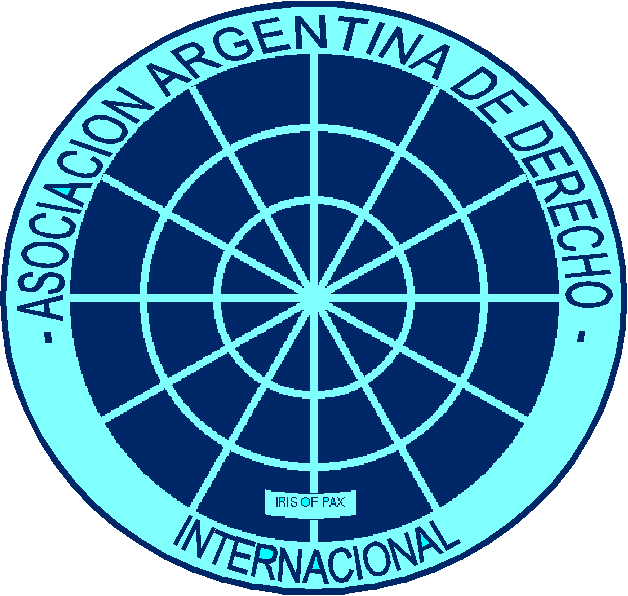 - ASOCIACION ARGENTINA DE DERECHO -
IRIS OF PAX
INTERNACIONAL